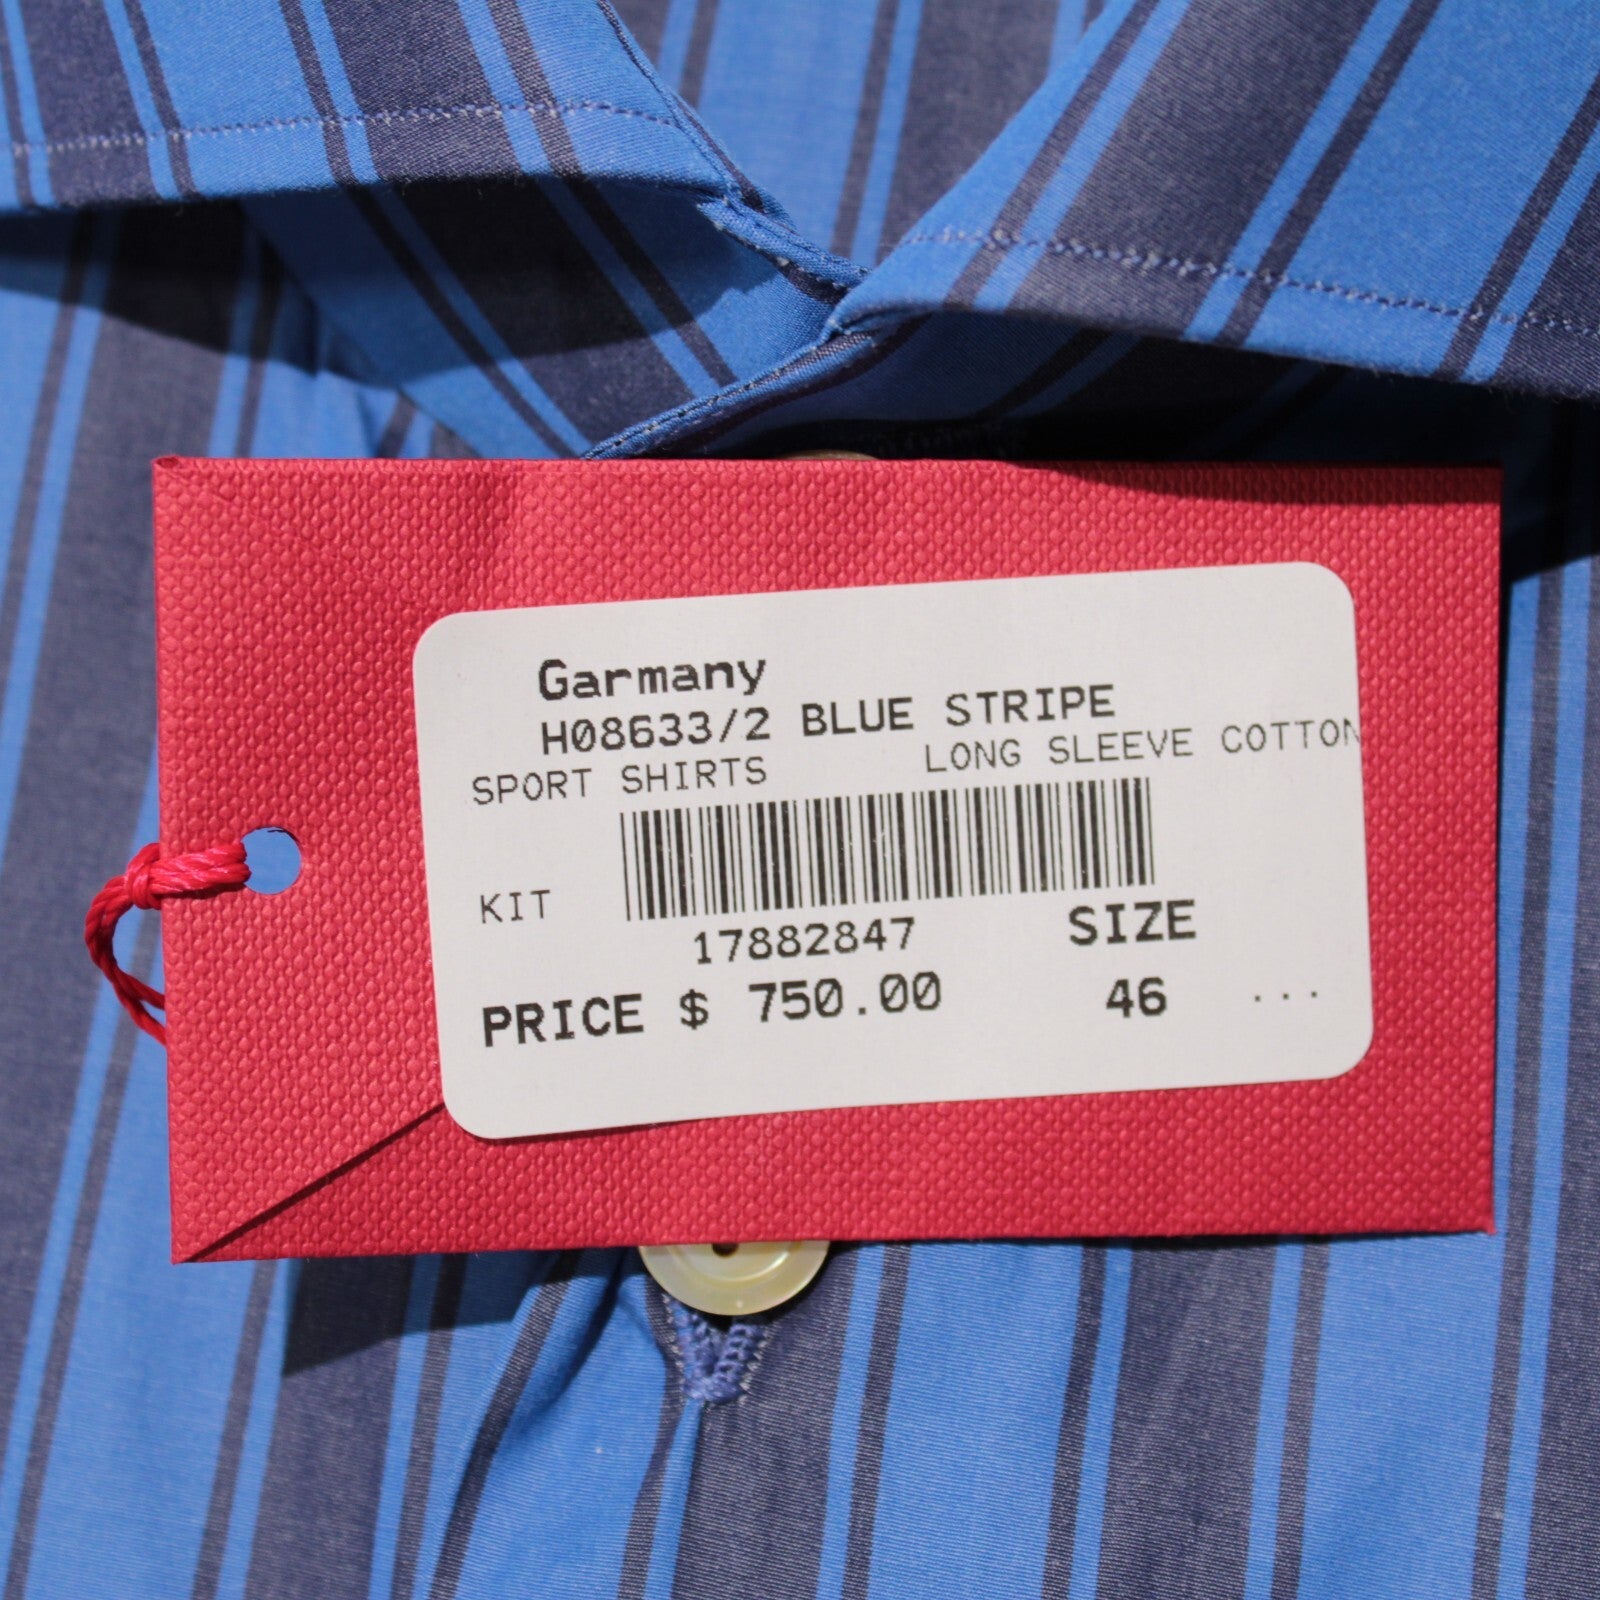 Garmany
H08633/2 BLUE STRIPE
SPORT SHIRTS LONG SLEEVE COTTON
KIT
17882847 SIZE
PRICE $ 750.00 46 ...